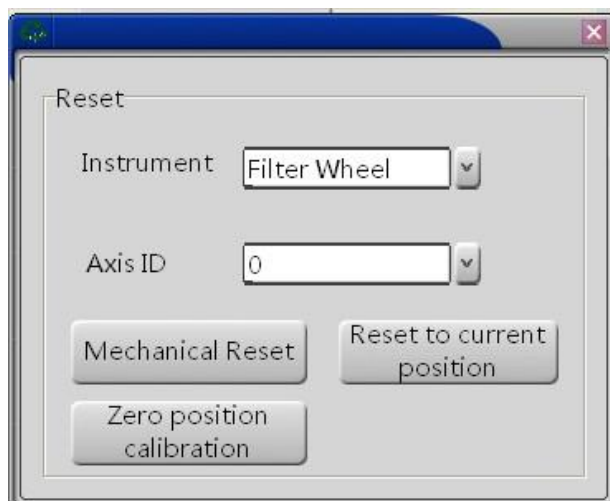 Reset
Instrument
Filter Wheel
Axis ID
0
Mechanical Reset
Reset to current
position
Zero position
calibration